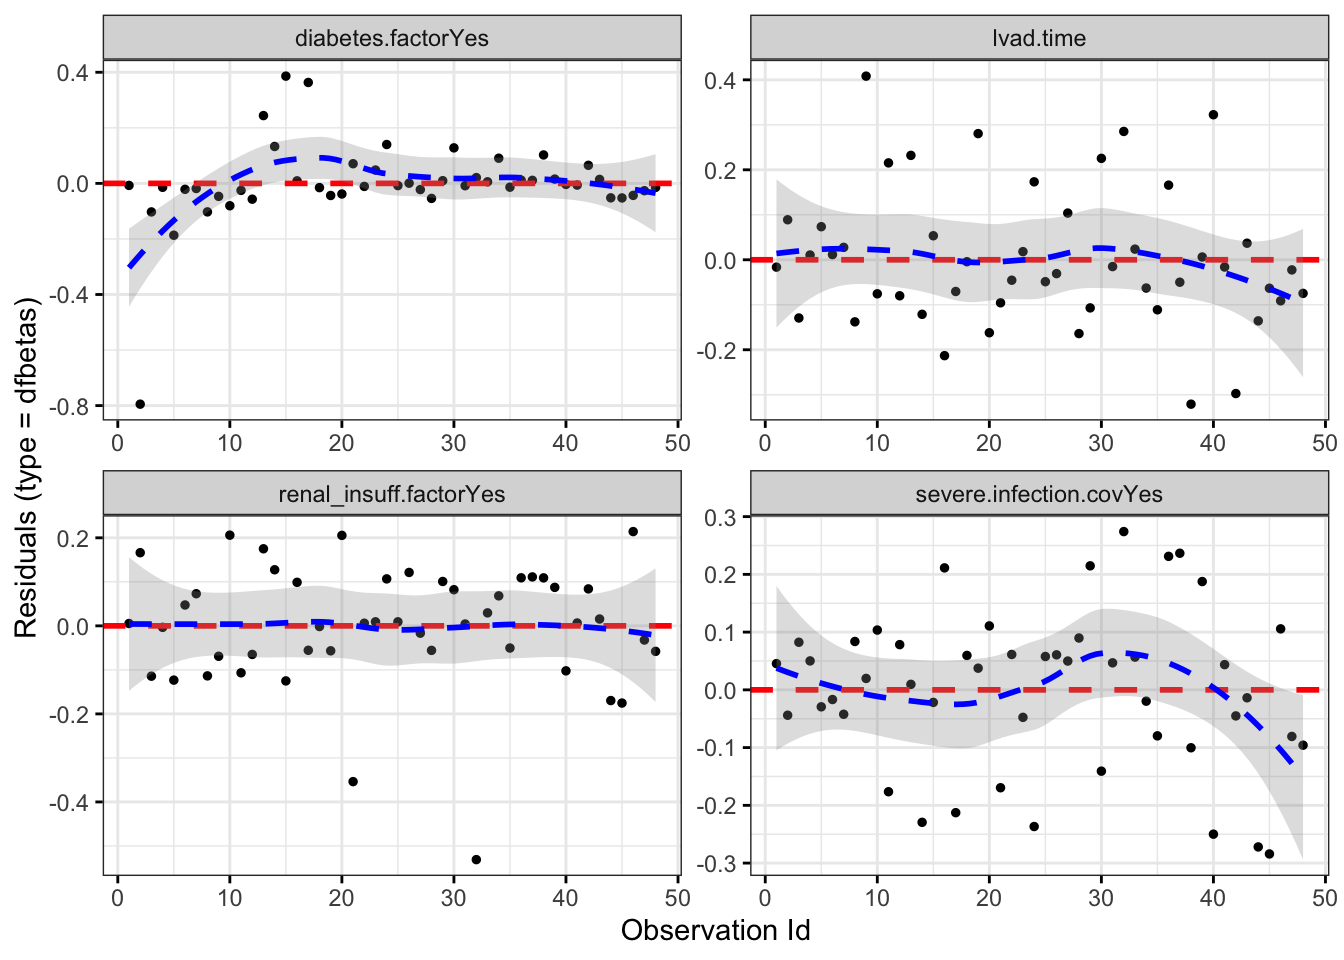 diabetes.factorYes
lvad.time
0.4
0.0
-0.4
-0.8
0.4
0.2
0.0
-0.2
0 10 20 30 40 50
0 10 20 30 40 50
renal_insuff.factorYes
severe.infection.covYes
0.2
0.0
-0.2
-0.4
0.3
0.2
0.1
0.0
-0.1
-0.2
-0.3
0 10 20 30 40 50
0 10 20 30 40 50
Residuals (type = dfbetas)
Observation Id